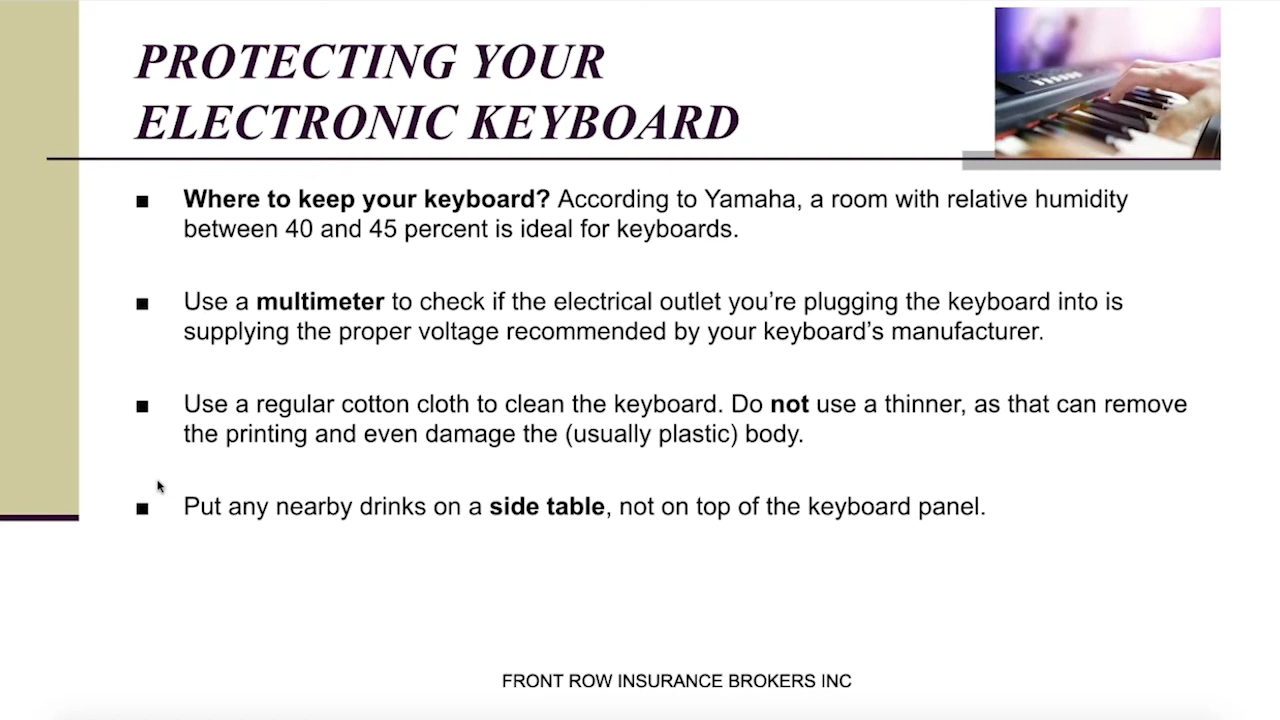 PROTECTING YOUR
ELECTRONIC KEYBOARD
Where to keep your keyboard? According to Yamaha, a room with relative humidity
between 40 and 45 percent is ideal for keyboards.
Use a multimeter to check if the electrical outlet you’re plugging the keyboard into is
supplying the proper voltage recommended by your keyboard’s manufacturer.
Use a regular cotton cloth to clean the keyboard. Do not use a thinner, as that can remove
the printing and even damage the (usually plastic) body.
Put any nearby drinks on a side table, not on top of the keyboard panel.
FRONT ROW INSURANCE BROKERS INC